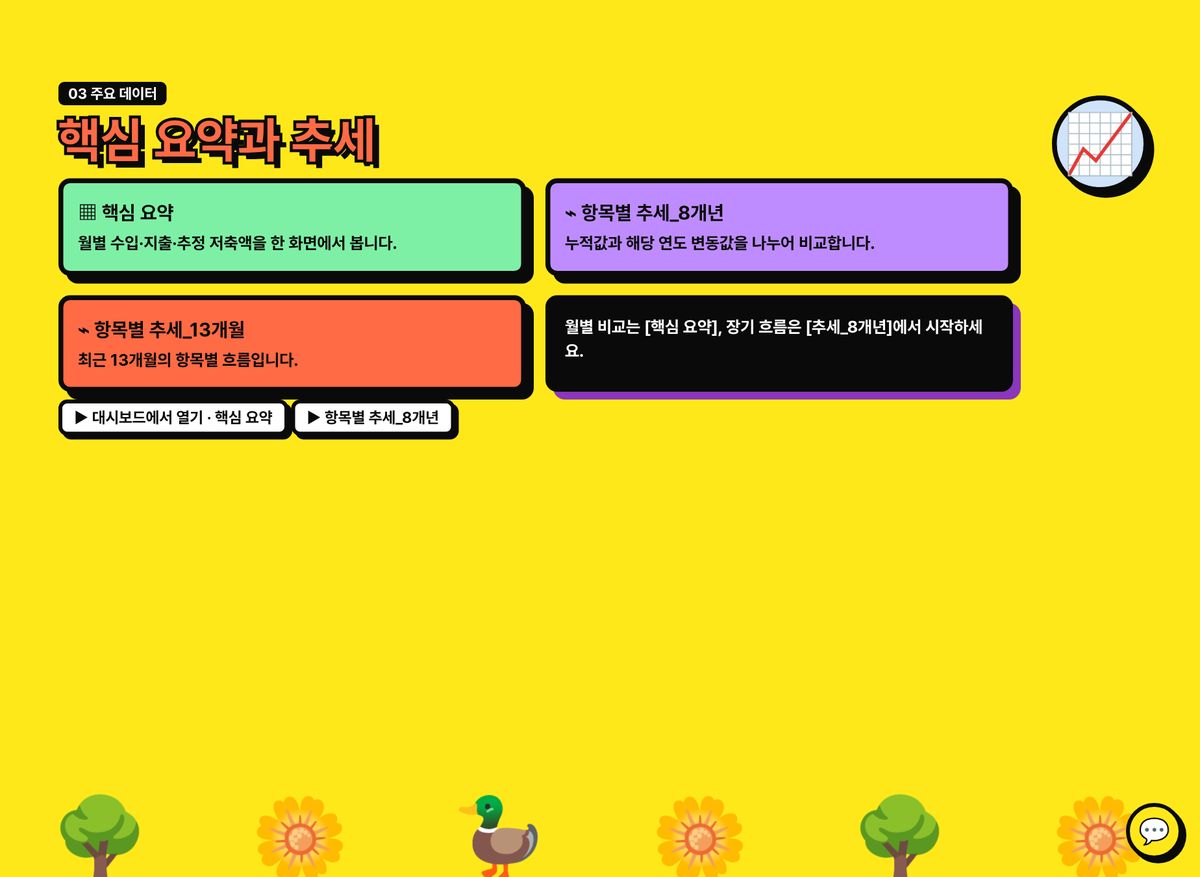 03 주요 데이터
핵심 요약과 추세
▦ 핵심 요약
월별 수입·지출·추정 저축액을 한 화면에서 봅니다.
⌁ 항목별 추세_8개년
누적값과 해당 연도 변동값을 나누어 비교합니다.
⌁ 항목별 추세_13개월
최근 13개월의 항목별 흐름입니다.
월별 비교는 [핵심 요약], 장기 흐름은 [추세_8개년]에서 시작하세
요.
▶ 대시보드에서 열기 · 핵심 요약
▶ 항목별 추세_8개년